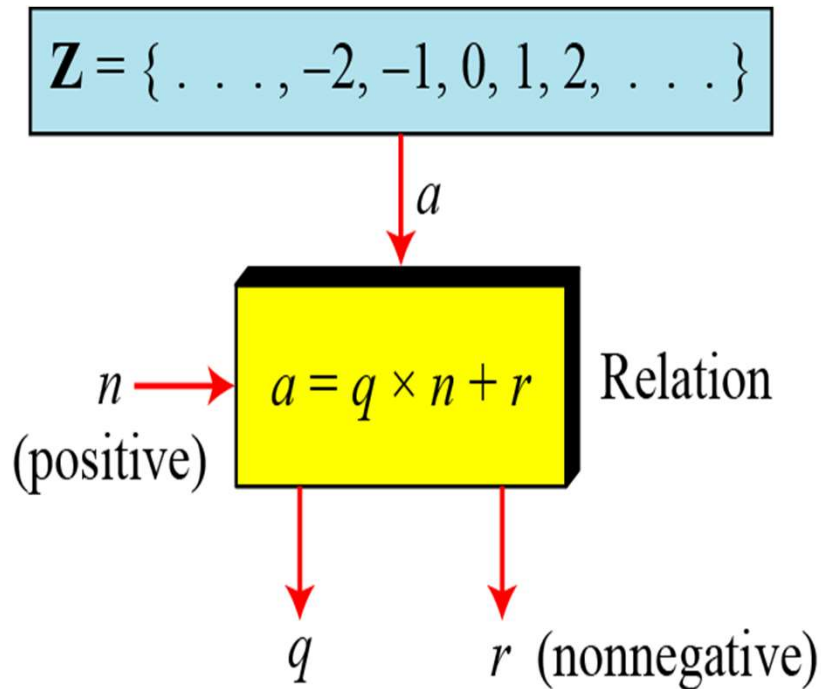 Z = { . . . , −2, −1, 0, 1, 2, . . . }
a
n
(positive)
a = q × n + r
Relation
q
r (nonnegative)